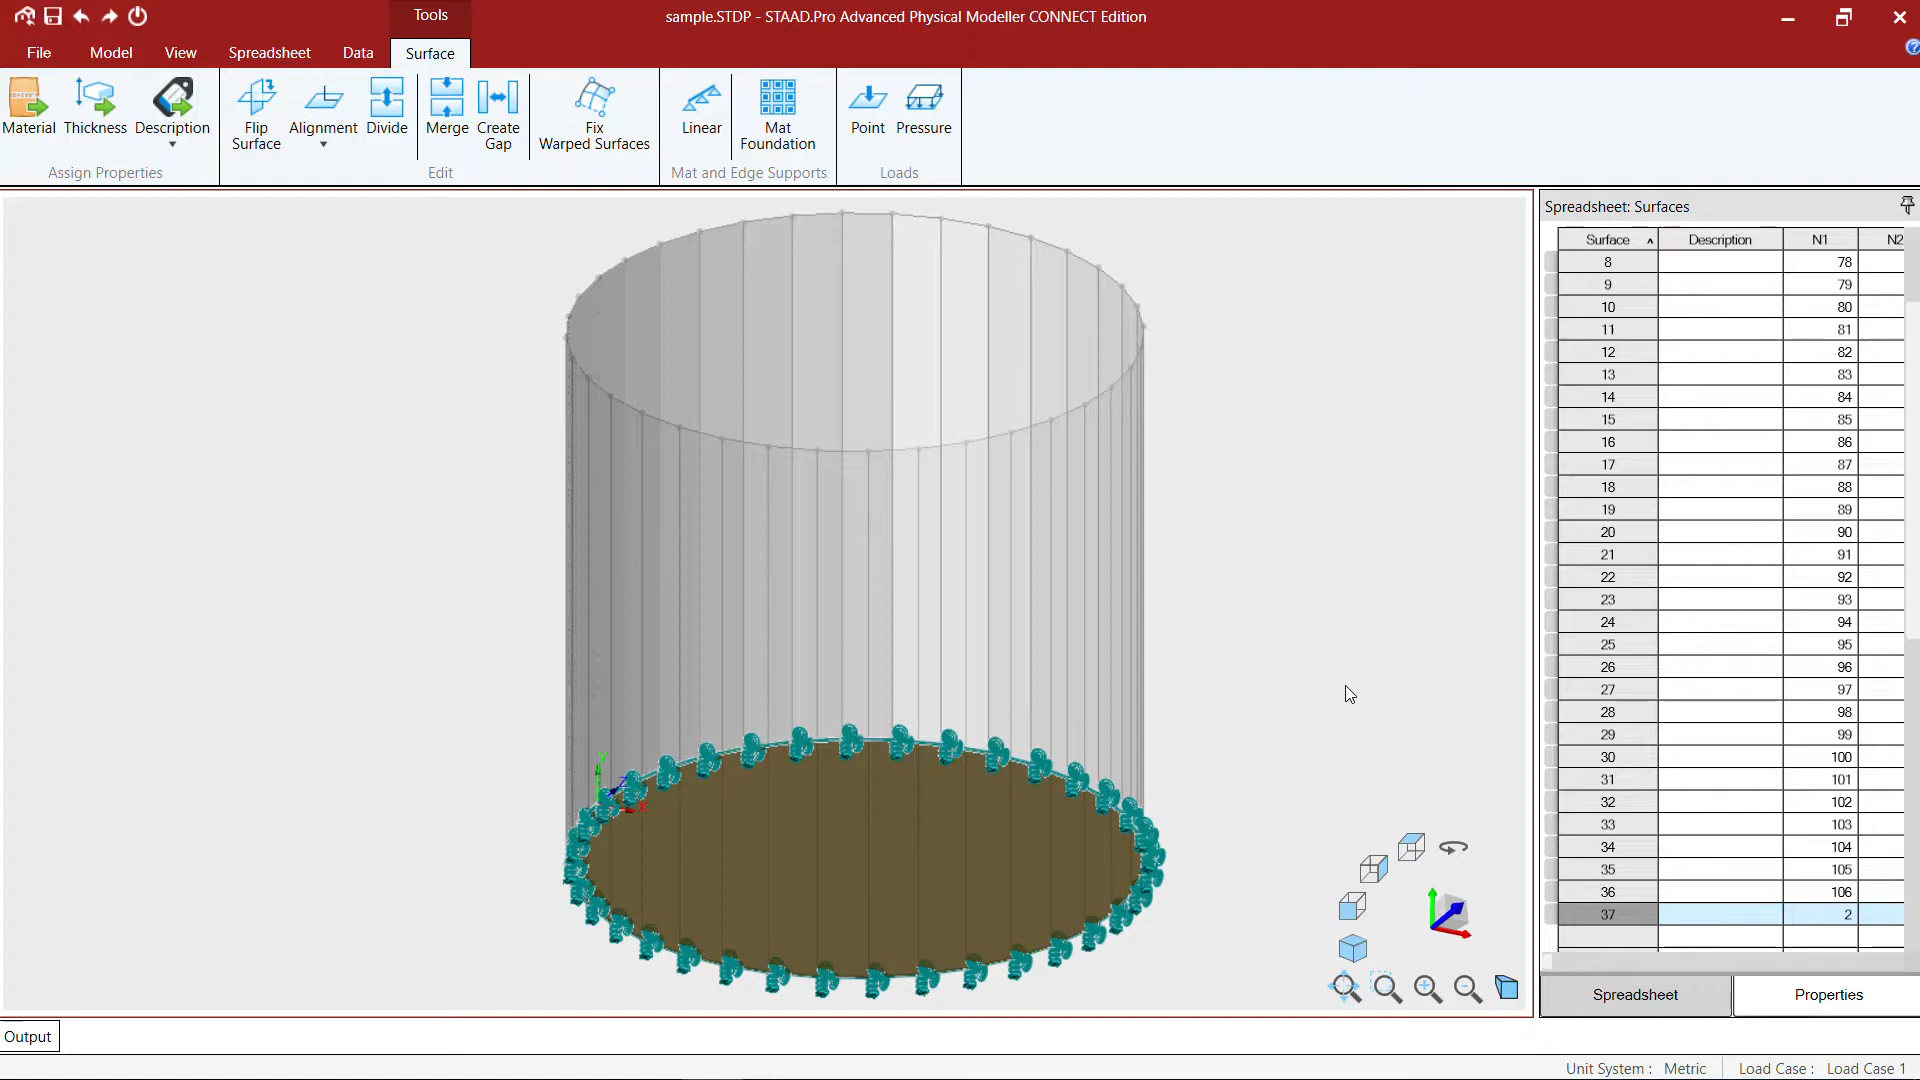 Tools
sample.STDP - STAAD.Pro Advanced Physical Modeller CONNECT Edition
File Model View Spreadsheet Data Surface
Material Thickness Description Flip Surface Alignment Divide Merge Create Gap Fix Warped Surfaces Linear Mat Foundation Point Pressure
Assign Properties Edit Mat and Edge Supports Loads
Spreadsheet: Surfaces
Surface Description N1 N2
8 78
9 79
10 80
11 81
12 82
13 83
14 84
15 85
16 86
17 87
18 88
19 89
20 90
21 91
22 92
23 93
24 94
25 95
26 96
27 97
28 98
29 99
30 100
31 101
32 102
33 103
34 104
35 105
36 106
37 2
Y
Z
X
Spreadsheet Properties
Output
Unit System : Metric Load Case : Load Case 1